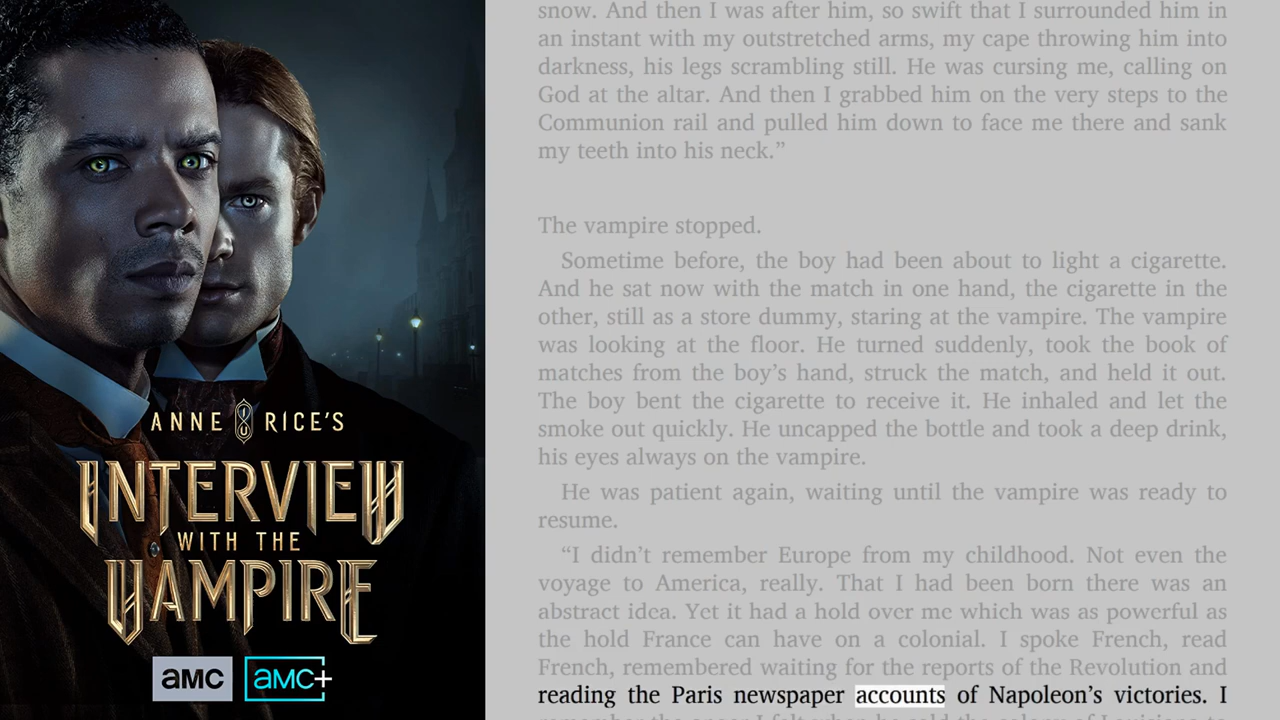 ANNE RICE'S
INTERVIEW
WITH THE
VAMPIRE
aMC
aMC+
snow. And then I was after him, so swift that I surrounded him in
an instant with my outstretched arms, my cape throwing him into
darkness, his legs scrambling still. He was cursing me, calling on
God at the altar. And then I grabbed him on the very steps to the
Communion rail and pulled him down to face me there and sank
my teeth into his neck.”
The vampire stopped.
Sometime before, the boy had been about to light a cigarette.
And he sat now with the match in one hand, the cigarette in the
other, still as a store dummy, staring at the vampire. The vampire
was looking at the floor. He turned suddenly, took the book of
matches from the boy’s hand, struck the match, and held it out.
The boy bent the cigarette to receive it. He inhaled and let the
smoke out quickly. He uncapped the bottle and took a deep drink,
his eyes always on the vampire.
He was patient again, waiting until the vampire was ready to
resume.
“I didn’t remember Europe from my childhood. Not even the
voyage to America, really. That I had been born there was an
abstract idea. Yet it had a hold over me which was as powerful as
the hold France can have on a colonial. I spoke French, read
French, remembered waiting for the reports of the Revolution and
reading the Paris newspaper accounts of Napoleon’s victories. I